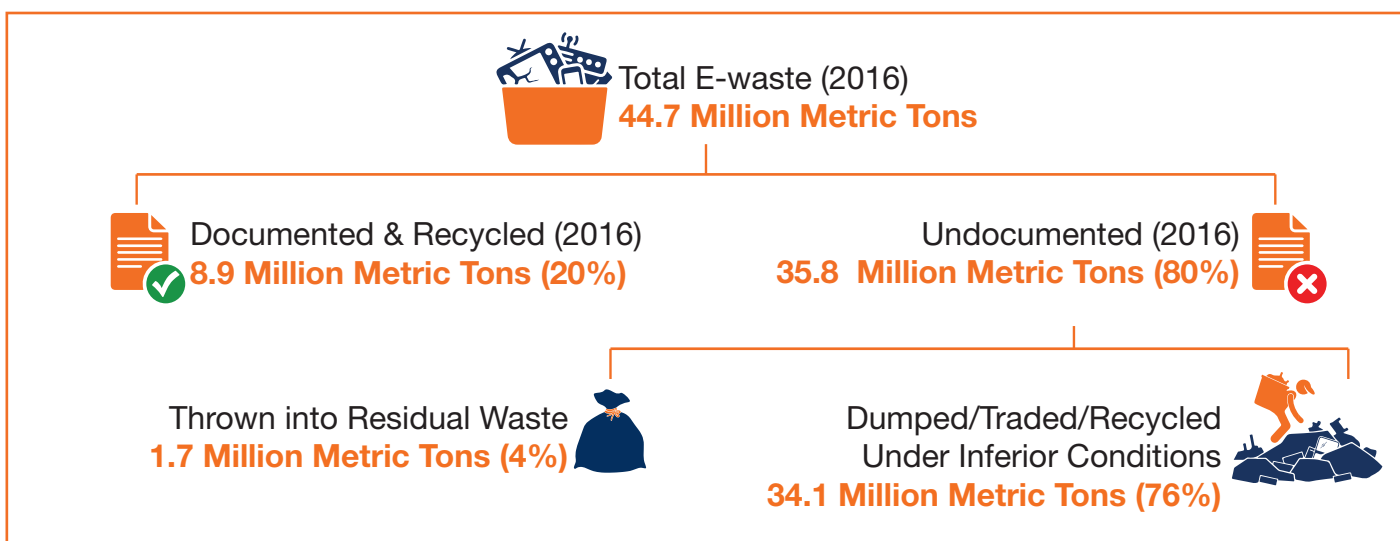 Total E-waste (2016)
44.7 Million Metric Tons
Documented & Recycled (2016)
8.9 Million Metric Tons (20%)
Undocumented (2016)
35.8 Million Metric Tons (80%)
Thrown into Residual Waste
1.7 Million Metric Tons (4%)
Dumped/Traded/Recycled
Under Inferior Conditions
34.1 Million Metric Tons (76%)